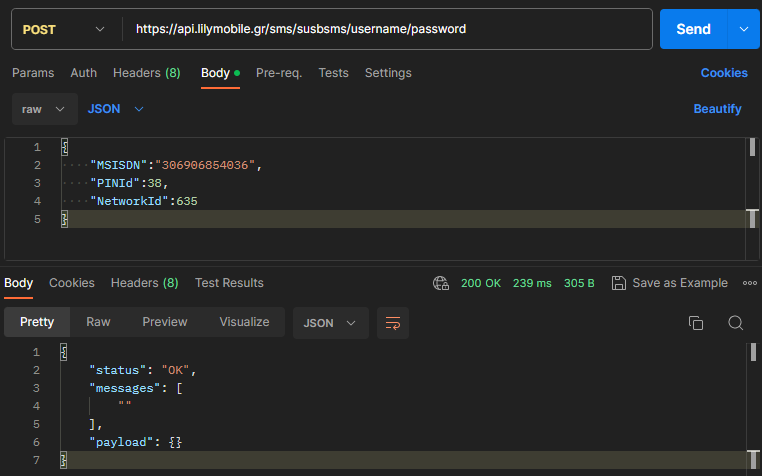 POST https://api.lilymobile.gr/sms/susbsms/username/password Send
Params Auth Headers (8) Body Pre-req. Tests Settings Cookies
raw JSON Beautify
1 {
2 ····"MSISDN":"306906854036",
3 ····"PINId":38,
4 ····"NetworkId":635
5 }
Body Cookies Headers (8) Test Results 200 OK 239 ms 305 B Save as Example
Pretty Raw Preview Visualize JSON
1 {
2 "status": "OK",
3 "messages": [
4 ""
5 ],
6 "payload": {}
7 }